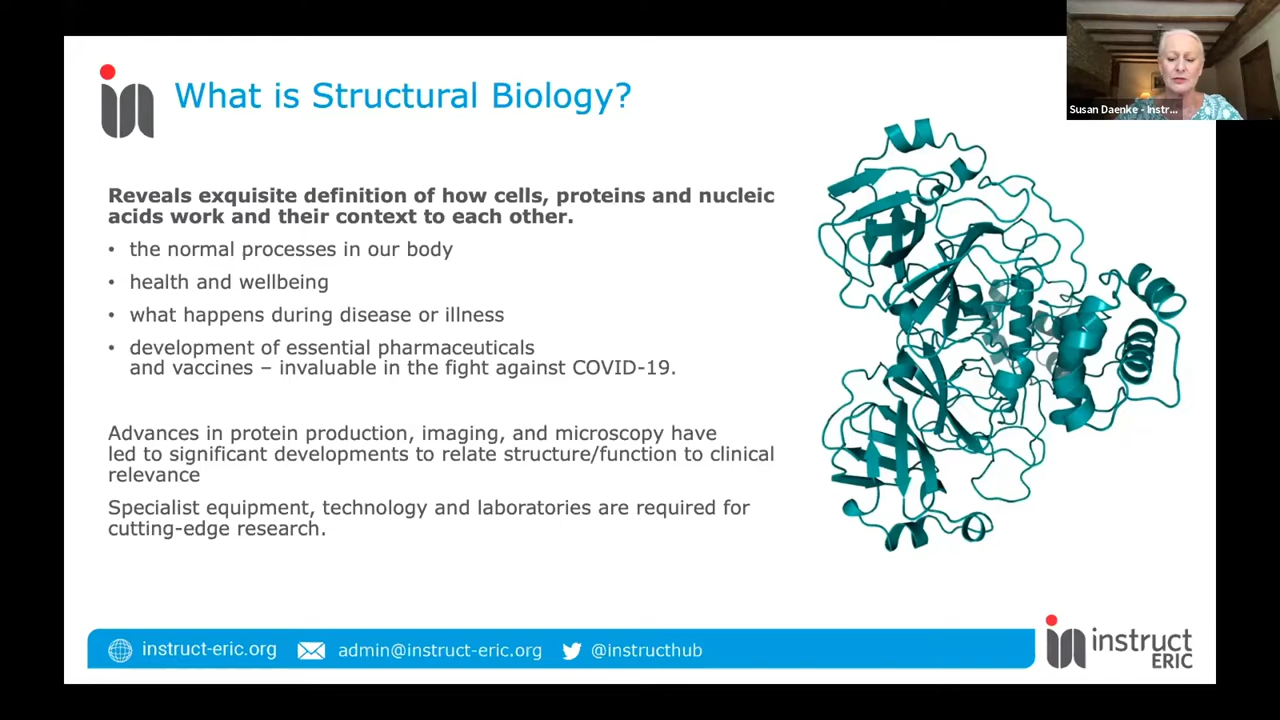 What is Structural Biology?
Susan Daenke - Instr...
Reveals exquisite definition of how cells, proteins and nucleic
acids work and their context to each other.
• the normal processes in our body
• health and wellbeing
• what happens during disease or illness
• development of essential pharmaceuticals
and vaccines – invaluable in the fight against COVID-19.
Advances in protein production, imaging, and microscopy have
led to significant developments to relate structure/function to clinical
relevance
Specialist equipment, technology and laboratories are required for
cutting-edge research.
instruct-eric.org admin@instruct-eric.org @instructhub
in instruct
ERIC